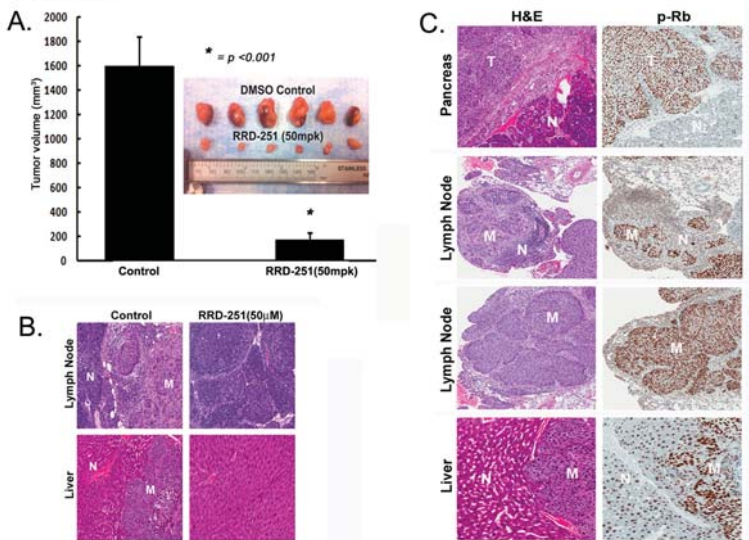 A.
2000
1800
1600
1400
1200
1000
800
600
400
200
0
Tumor volume (mm³)
* = p <0.001
DMSO Control
RRD-251 (50mpk)
*
Control
RRD-251(50mpk)
B.
Control
RRD-251(50µM)
Lymph Node
N
M
Liver
N
M
C.
H&E
p-Rb
Pancreas
T
N
T
N
Lymph Node
M
N
M
N
Lymph Node
M
M
Liver
N
M
N
M